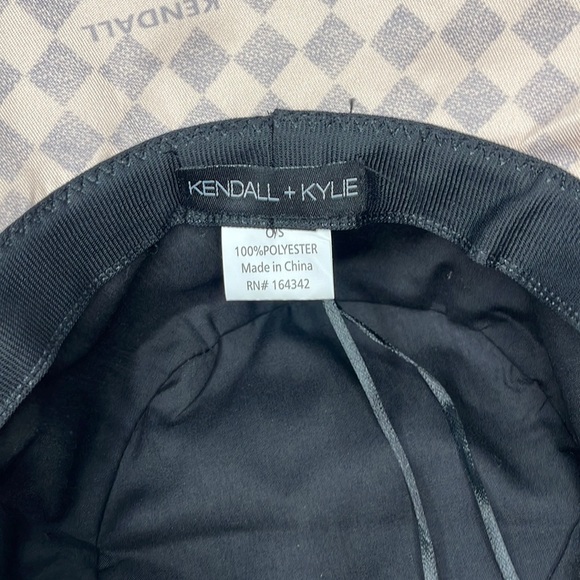 KENDALL
KENDALL + KYLIE
O/S
100%POLYESTER
Made in China
RN# 164342